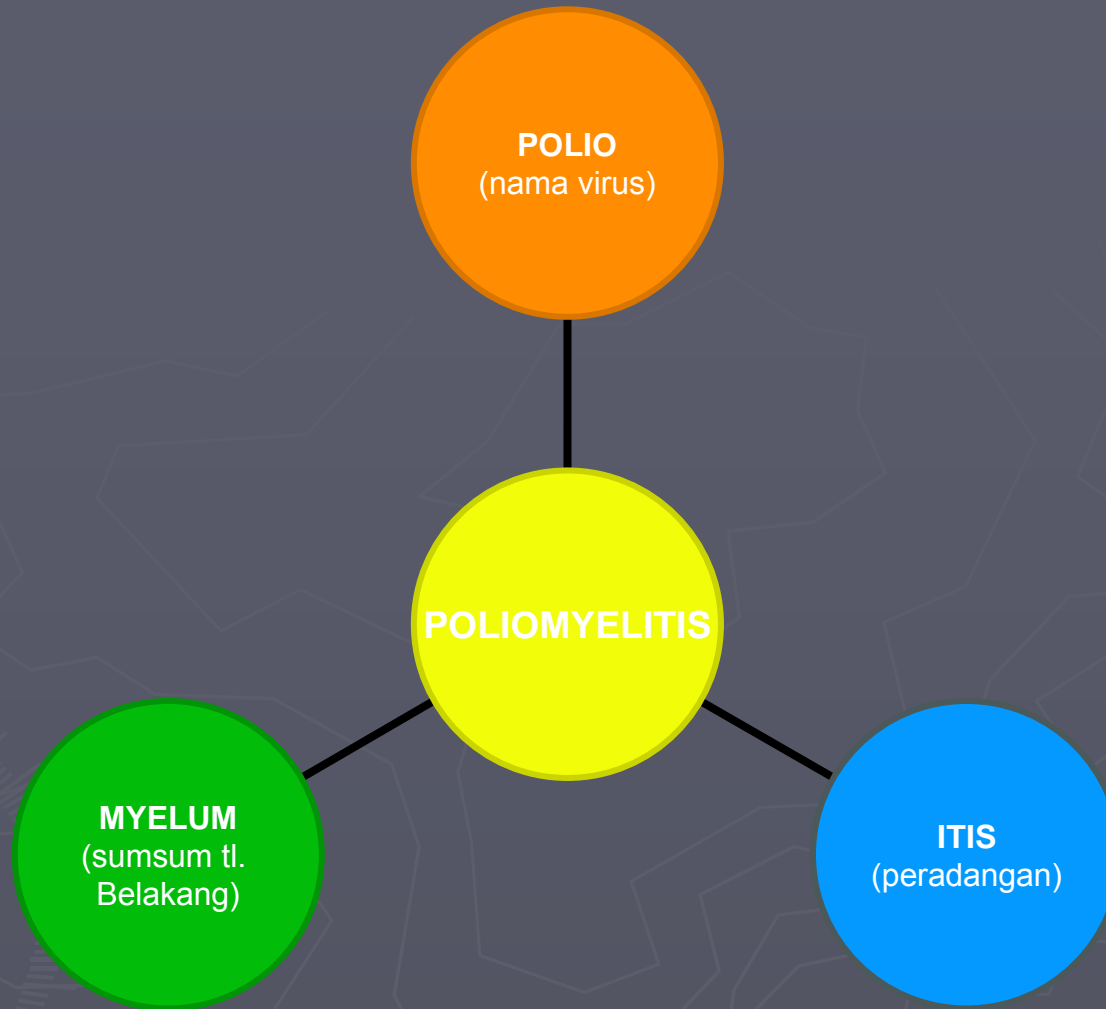 POLIO
(nama virus)
POLIOMYELITIS
MYELUM
(sumsum tl.
Belakang)
ITIS
(peradangan)